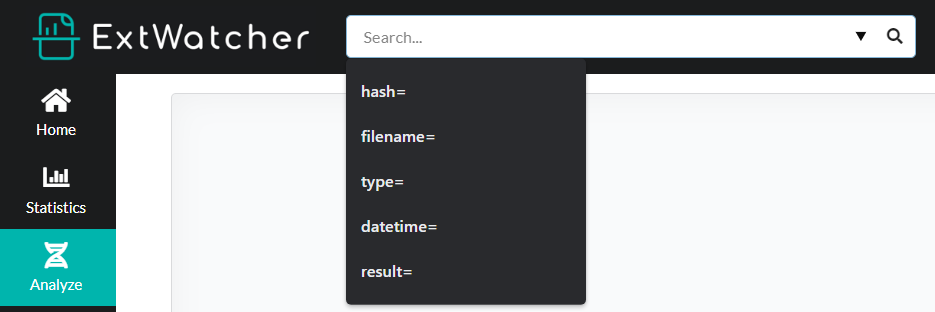 ExtWatcher
Search...
hash=
filename=
type=
datetime=
result=
Home
Statistics
Analyze